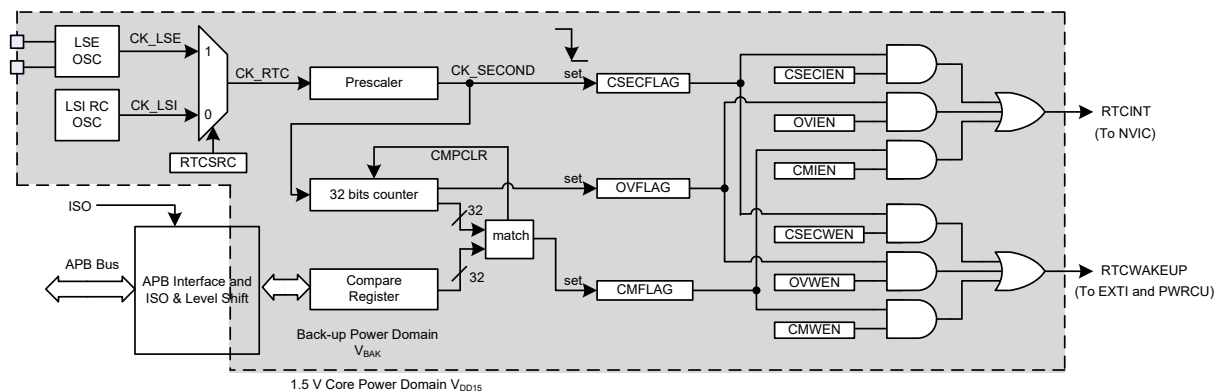 LSE
OSC
CK_LSE
1
CK_RTC
Prescaler
CK_SECOND
set
CSECFLAG
CSECIEN
LSI RC
OSC
CK_LSI
0
RTCSRC
OVIEN
RTCINT
(To NVIC)
CMPCLR
CMIEN
32 bits counter
set
OVFLAG
32
match
ISO
CSECWEN
APB Bus
APB Interface and
ISO & Level Shift
Compare
Register
32
set
CMFLAG
OVWEN
RTCWAKEUP
(To EXTI and PWRCU)
CMWEN
Back-up Power Domain
VBAK
1.5 V Core Power Domain VDD15